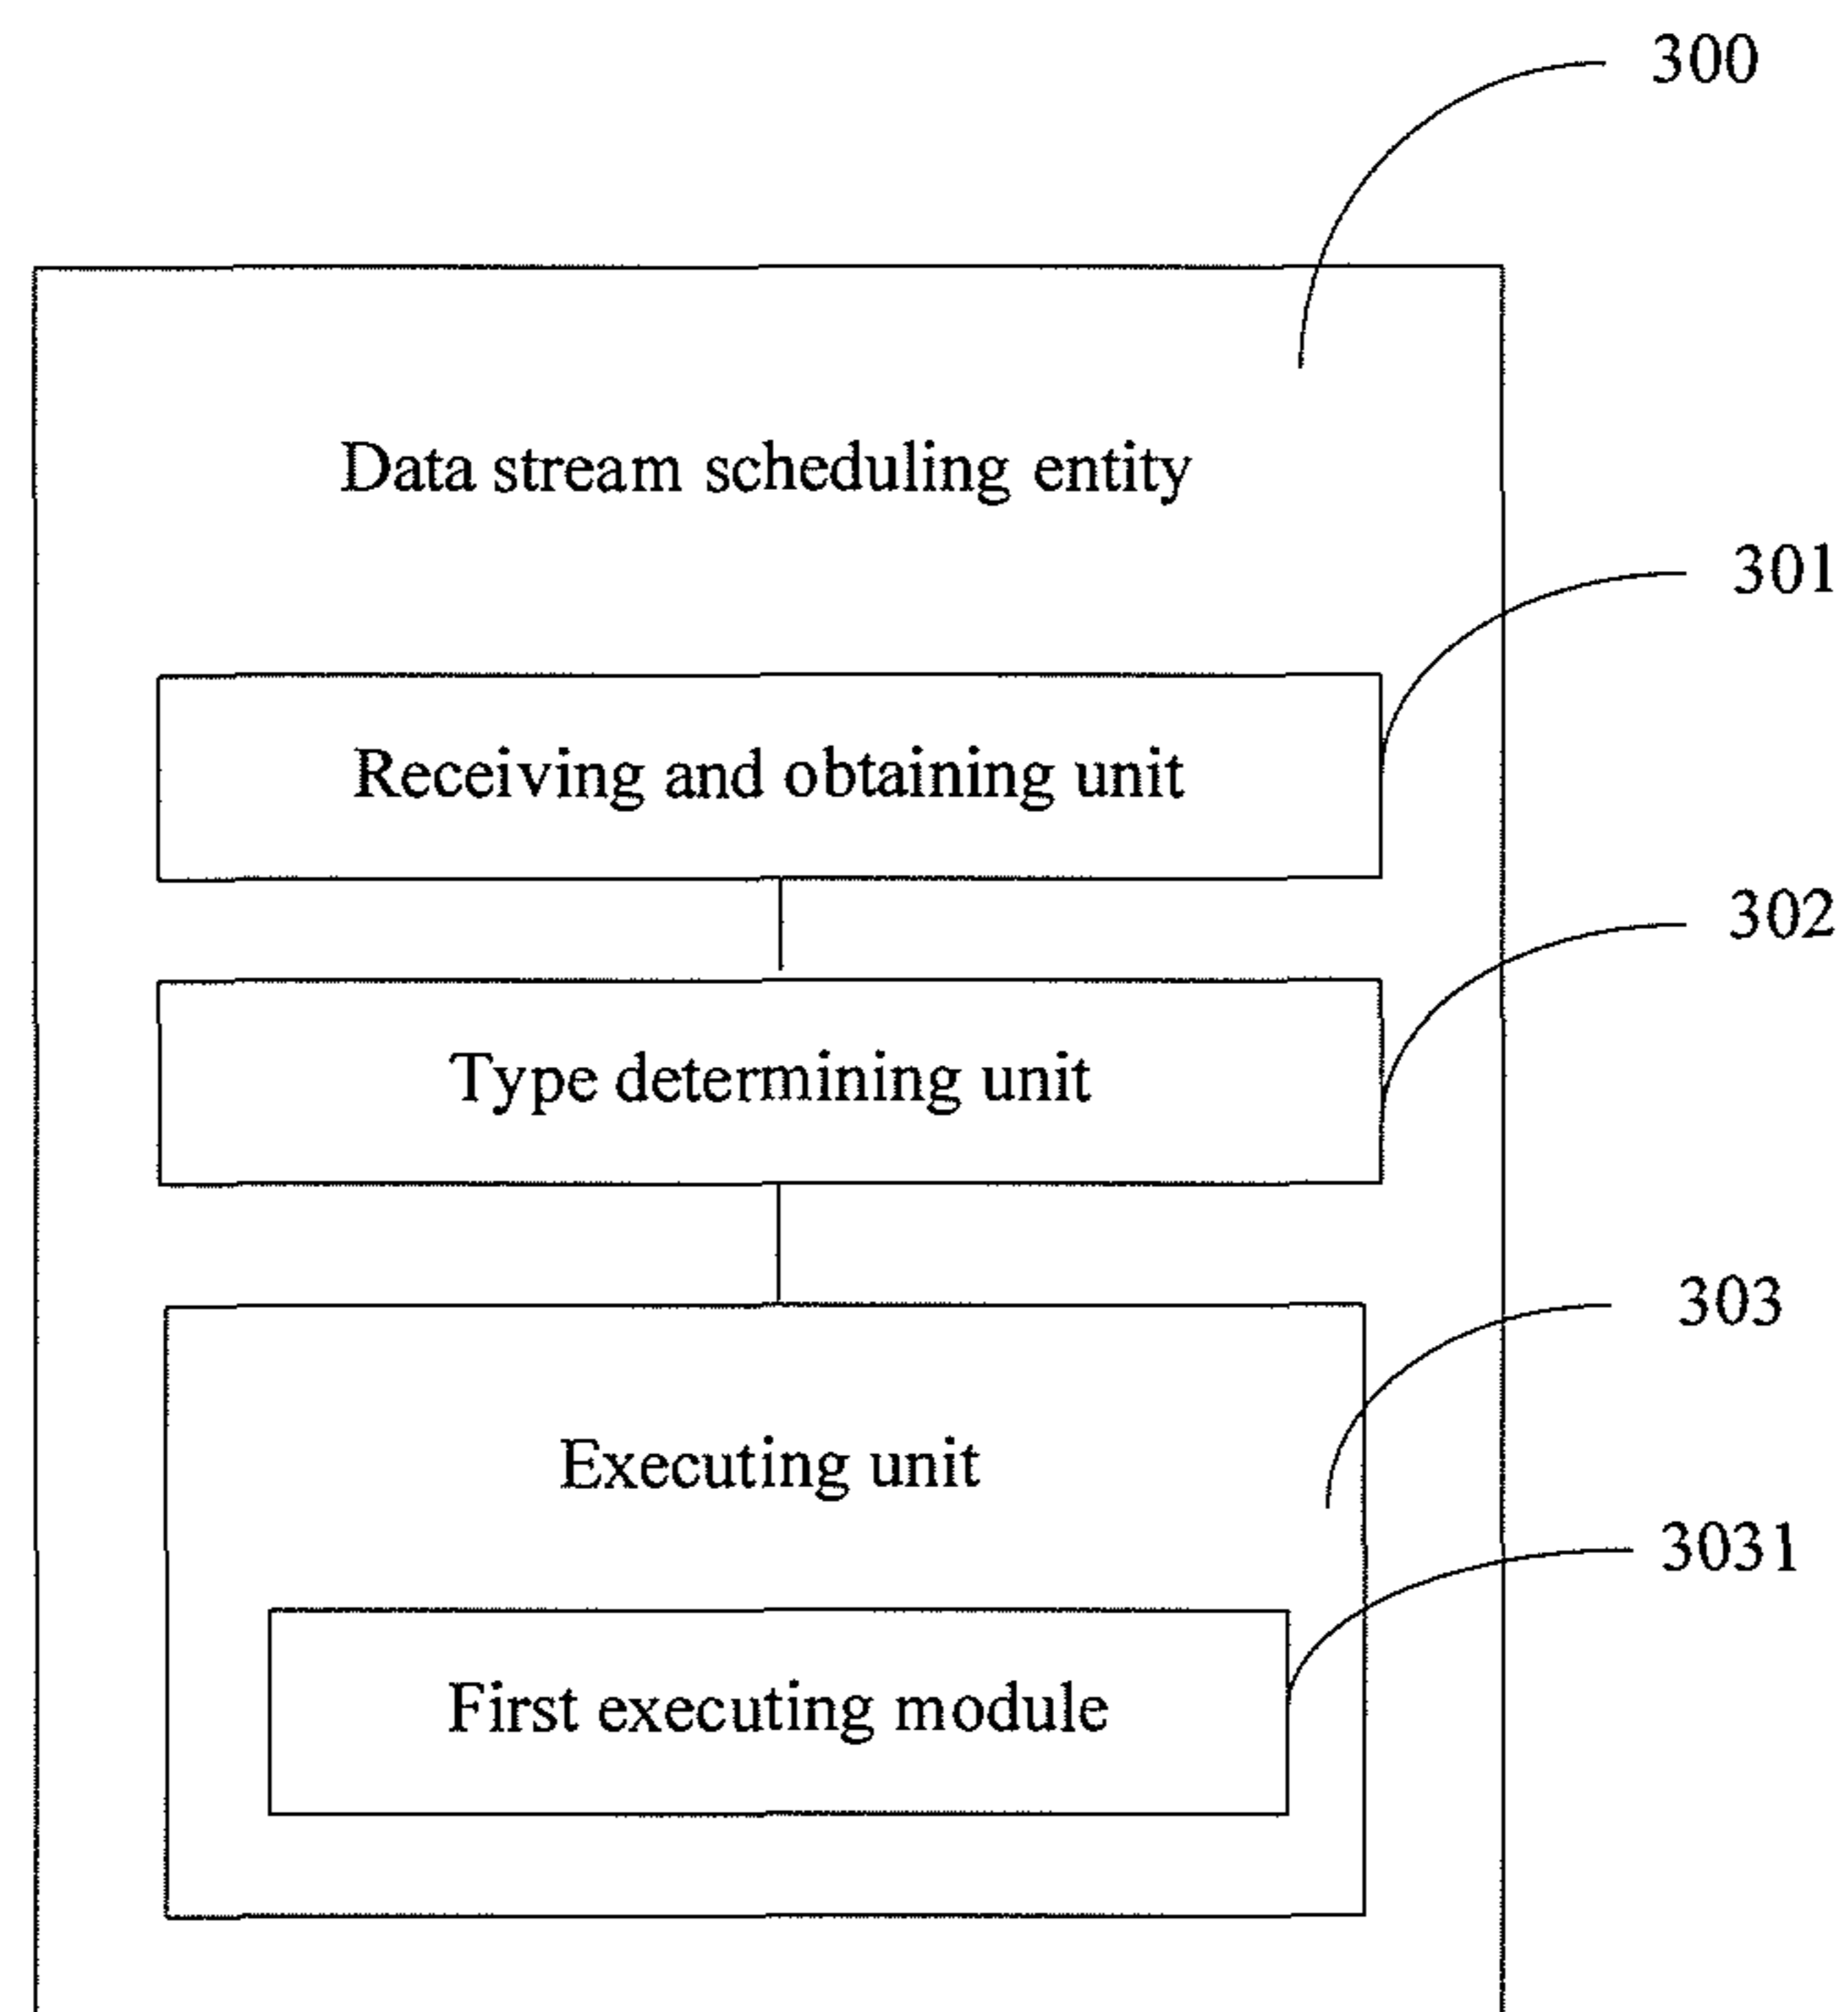 300
Data stream scheduling entity
301
Receiving and obtaining unit
302
Type determining unit
303
Executing unit
3031
First executing module